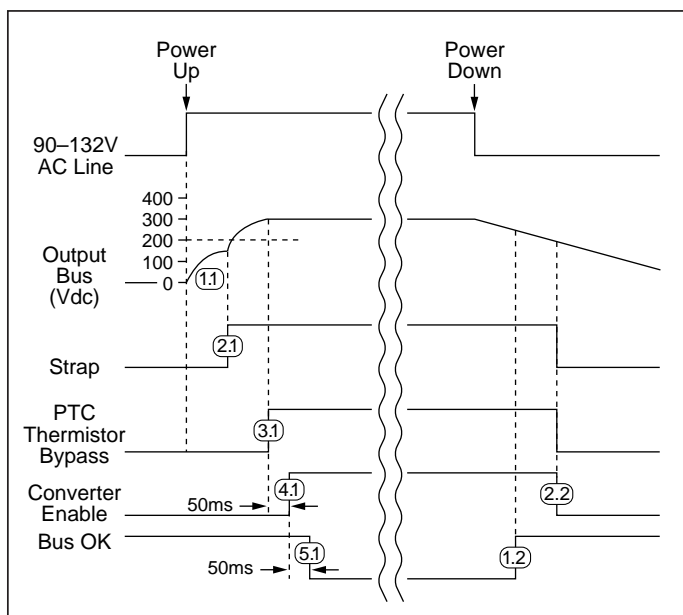 Power
Up
Power
Down
90–132V
AC Line
400
300
200
100
0
Output
Bus
(Vdc)
1.1
2.1
Strap
PTC
Thermistor
Bypass
3.1
Converter
Enable
50ms
4.1
2.2
Bus OK
5.1
1.2
50ms